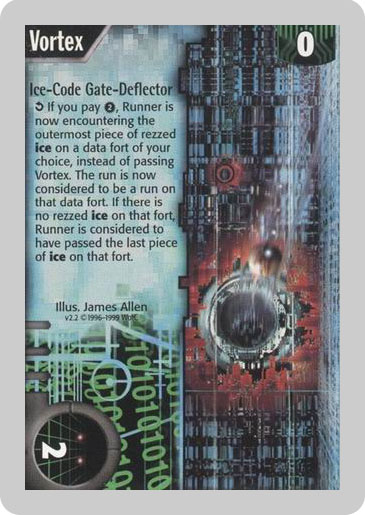 Vortex
0
Ice-Code Gate-Deflector
If you pay 2, Runner is
now encountering the
outermost piece of rezzed
ice on a data fort of your
choice, instead of passing
Vortex. The run is now
considered to be a run on
that data fort. If there is
no rezzed ice on that fort,
Runner is considered to
have passed the last piece
of ice on that fort.
Illus. James Allen
v2.2 ©1996-1999 WotC
2